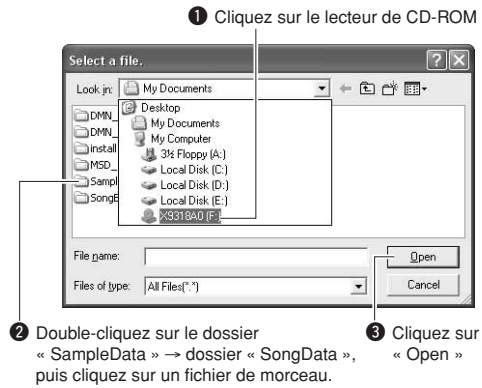 ❶ Cliquez sur le lecteur de CD-ROM
Select a file.
Look in: My Documents
Desktop
My Documents
My Computer
3½ Floppy (A:)
Local Disk (C:)
Local Disk (D:)
Local Disk (E:)
X9318A0 (F:)
DMN_
DMN_
install
MSD_
Sampl
SongE
File name:
Open
Files of type: All Files(*.*)
Cancel
❷ Double-cliquez sur le dossier
« SampleData » → dossier « SongData »,
puis cliquez sur un fichier de morceau.
❸ Cliquez sur
« Open »